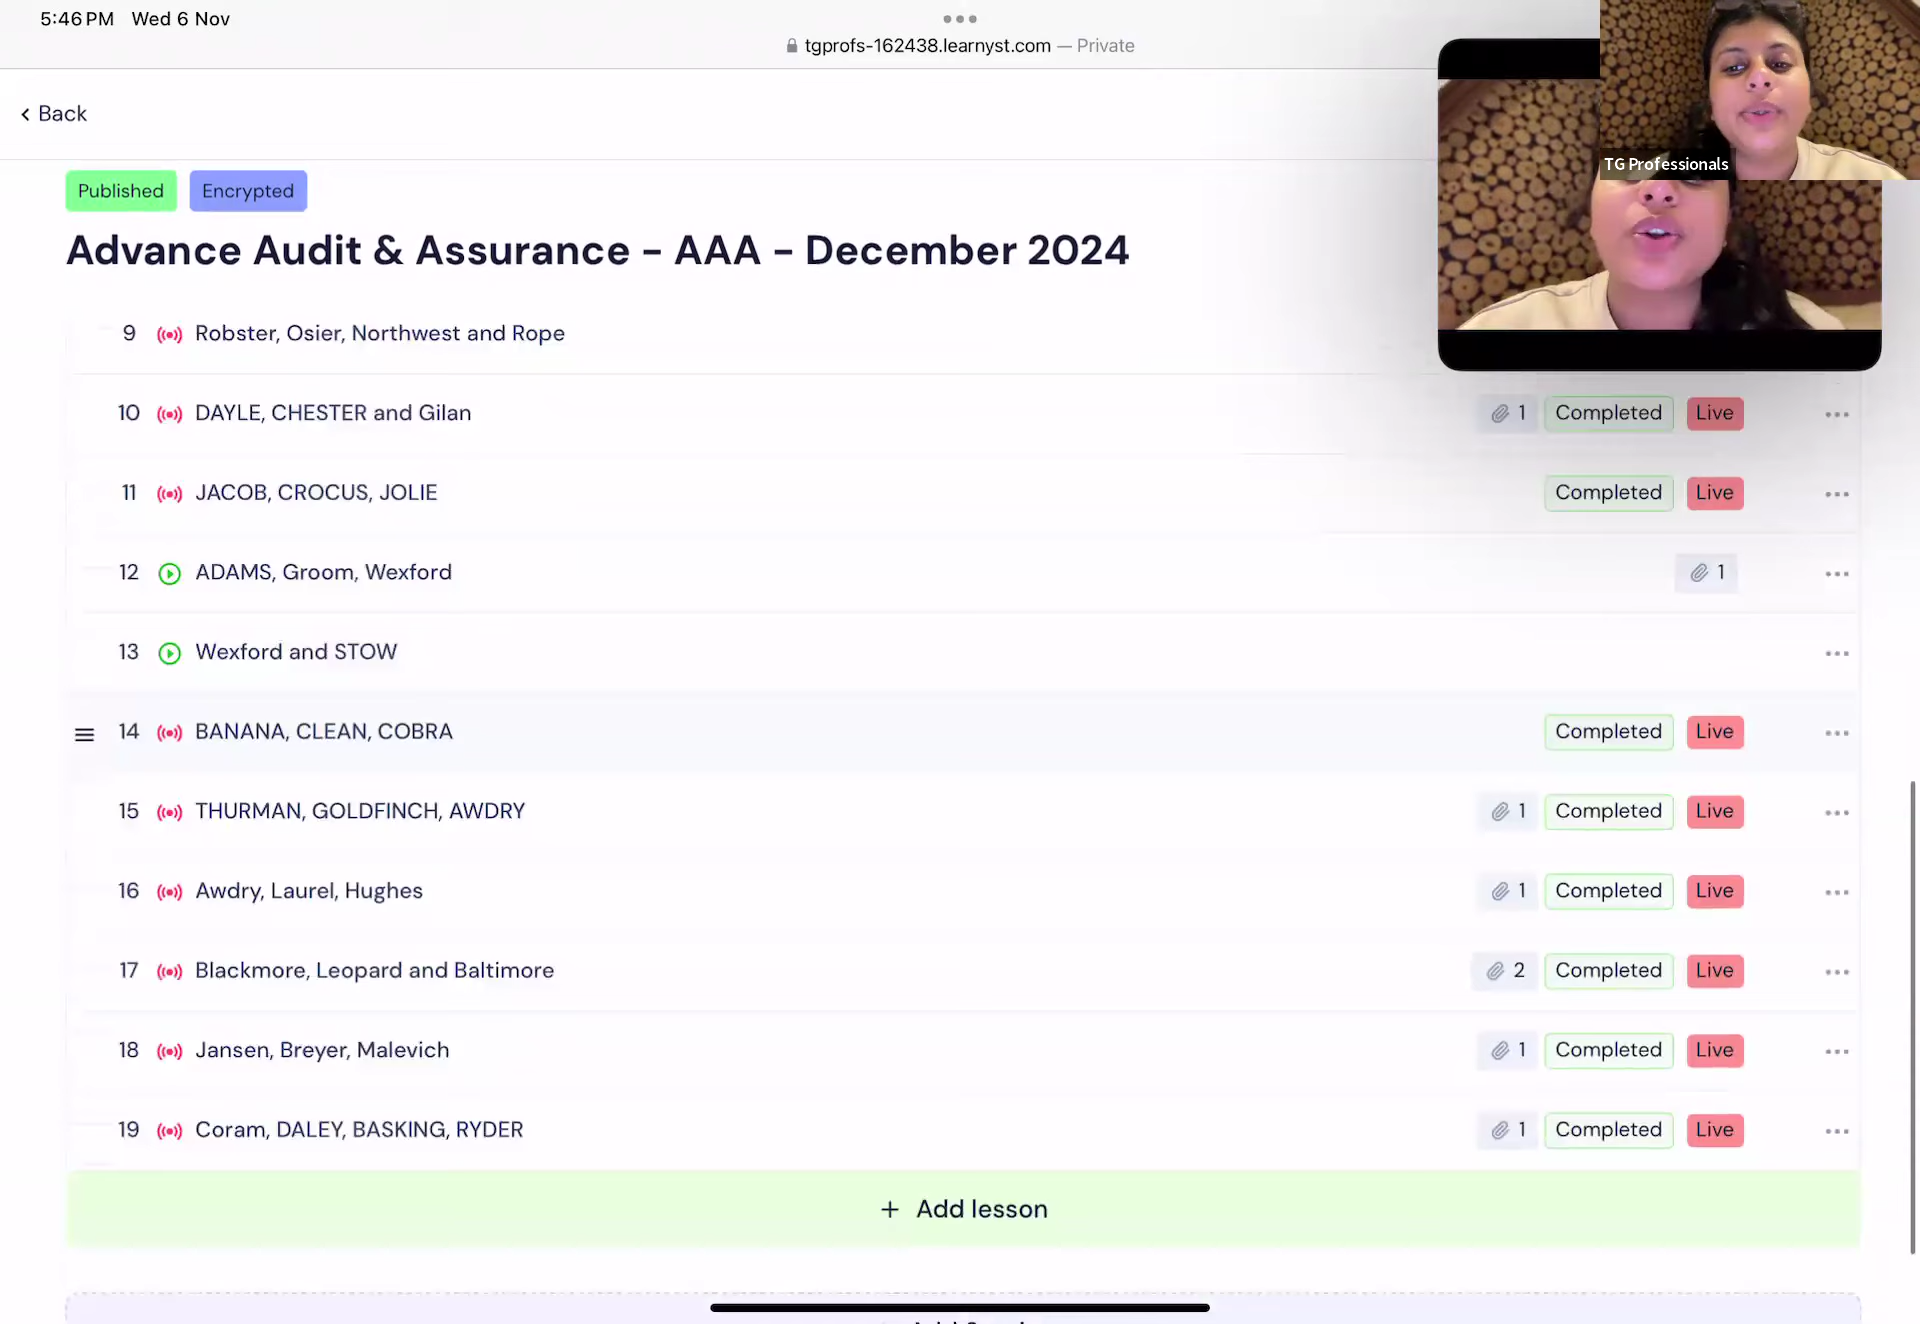 5:46 PM Wed 6 Nov
tgprofs-162438.learnyst.com — Private
Back
TG Professionals
Published Encrypted
Advance Audit & Assurance - AAA - December 2024
9 Robster, Osier, Northwest and Rope
10 DAYLE, CHESTER and Gilan 1 Completed Live
11 JACOB, CROCUS, JOLIE Completed Live
12 ADAMS, Groom, Wexford 1
13 Wexford and STOW
14 BANANA, CLEAN, COBRA Completed Live
15 THURMAN, GOLDFINCH, AWDRY 1 Completed Live
16 Awdry, Laurel, Hughes 1 Completed Live
17 Blackmore, Leopard and Baltimore 2 Completed Live
18 Jansen, Breyer, Malevich 1 Completed Live
19 Coram, DALEY, BASKING, RYDER 1 Completed Live
+ Add lesson